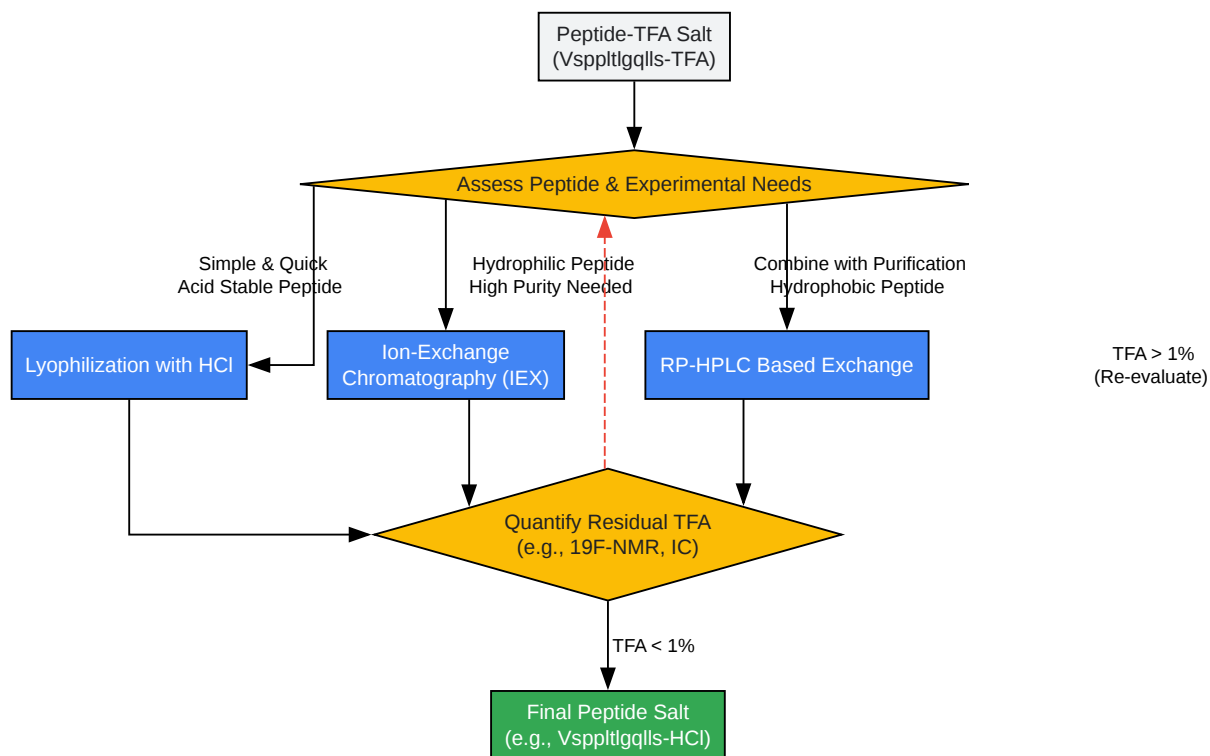 Peptide-TFA Salt
(Vsppltlgqlls-TFA)
Assess Peptide & Experimental Needs
Simple & Quick
Acid Stable Peptide
Hydrophilic Peptide
High Purity Needed
Combine with Purification
Hydrophobic Peptide
Lyophilization with HCl
Ion-Exchange
Chromatography (IEX)
RP-HPLC Based Exchange
TFA > 1%
(Re-evaluate)
Quantify Residual TFA
(e.g., 19F-NMR, IC)
TFA < 1%
Final Peptide Salt
(e.g., Vsppltlgqlls-HCl)